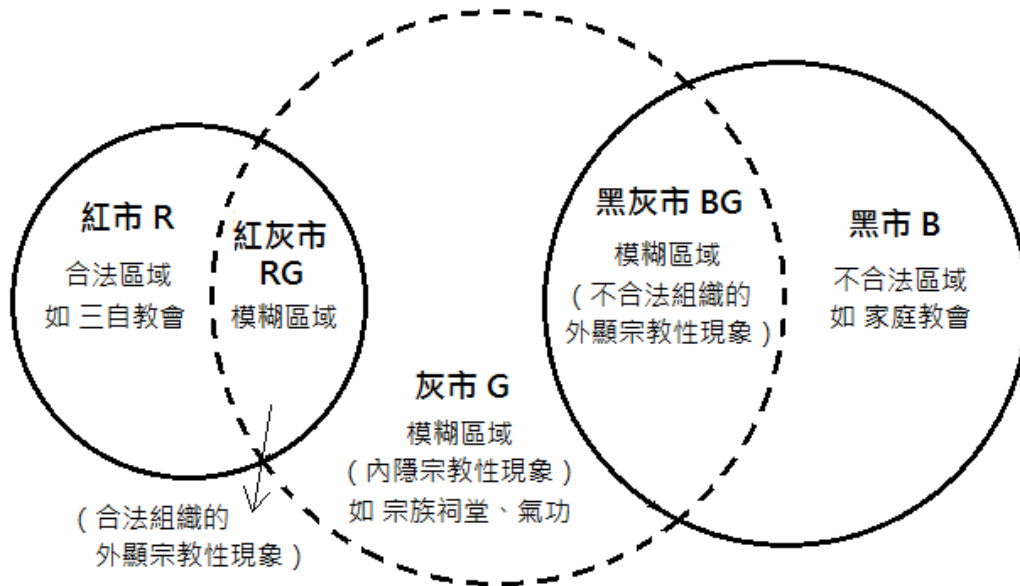 紅市 R
合法區域
如 三自教會
紅灰市
RG
模糊區域
(合法組織的
外顯宗教性現象)
灰市 G
模糊區域
(內隱宗教性現象)
如 宗族祠堂、氣功
黑灰市 BG
模糊區域
(不合法組織的
外顯宗教性現象)
黑市 B
不合法區域
如 家庭教會